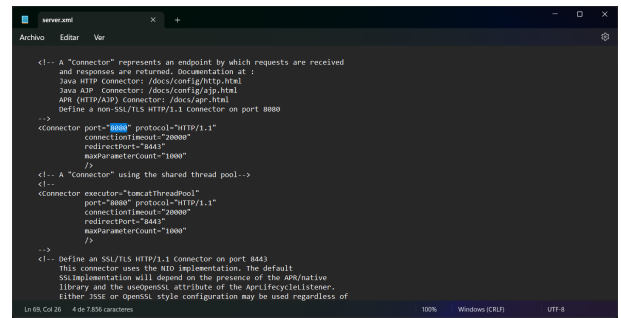 server.xml
Archivo Editar Ver
<!-- A "Connector" represents an endpoint by which requests are received
and responses are returned. Documentation at :
Java HTTP Connector: /docs/config/http.html
Java AJP  Connector: /docs/config/ajp.html
APR (HTTP/AJP) Connector: /docs/apr.html
Define a non-SSL/TLS HTTP/1.1 Connector on port 8080
-->
<Connector port="8080" protocol="HTTP/1.1"
connectionTimeout="20000"
redirectPort="8443"
maxParameterCount="1000"
/>
<!-- A "Connector" using the shared thread pool-->
<!--
<Connector executor="tomcatThreadPool"
port="8080" protocol="HTTP/1.1"
connectionTimeout="20000"
redirectPort="8443"
maxParameterCount="1000"
/>
-->
<!-- Define an SSL/TLS HTTP/1.1 Connector on port 8443
This connector uses the NIO implementation. The default
SSLImplementation will depend on the presence of the APR/native
library and the useOpenSSL attribute of the AprLifecycleListener.
Either JSSE or OpenSSL style configuration may be used regardless of
Ln 69, Col 26 4 de 7.856 caracteres 100% Windows (CRLF) UTF-8